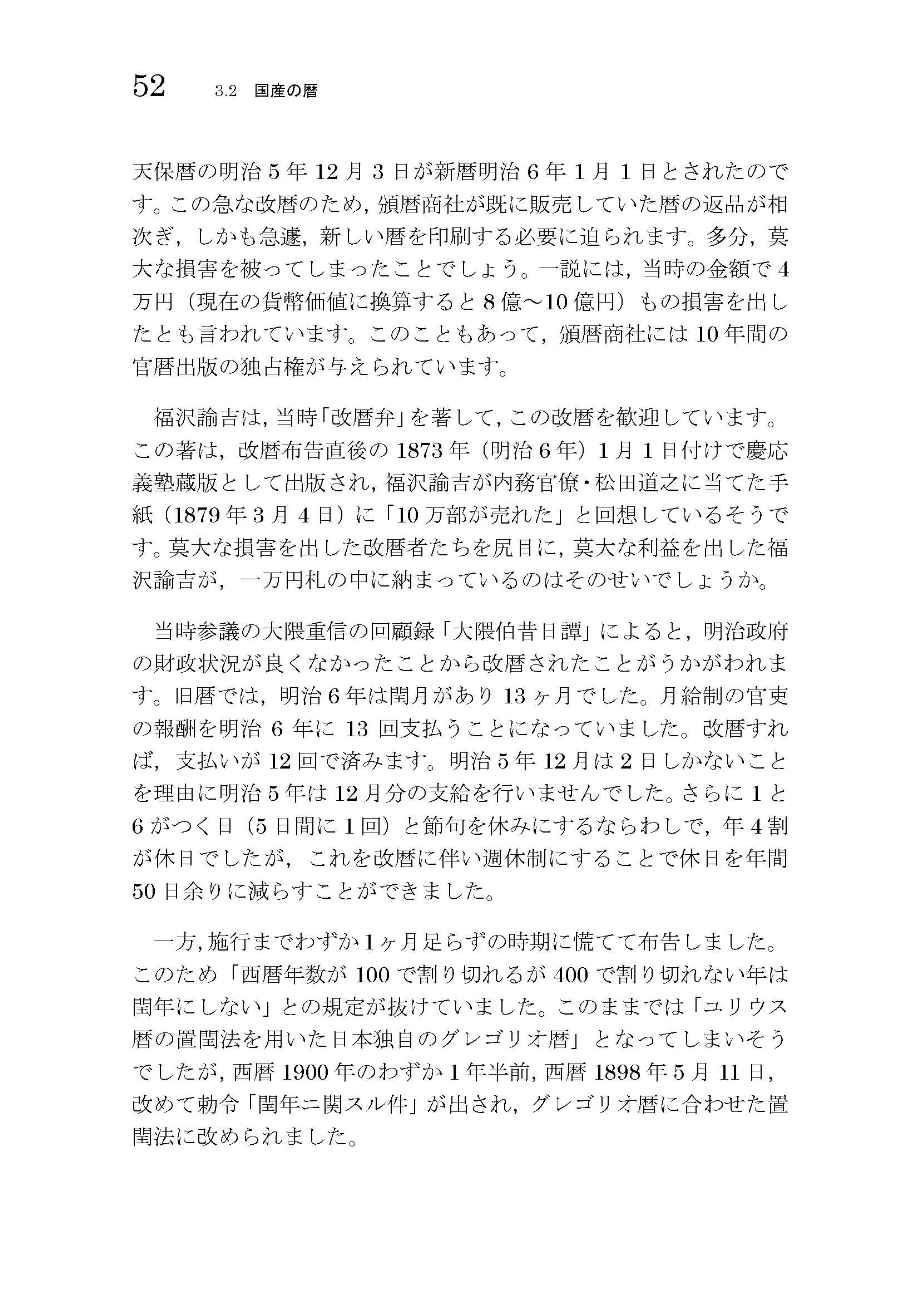 52 3.2 国産の暦
天保暦の明治 5 年 12 月 3 日が新暦明治 6 年 1 月 1 日とされたので
す。この急な改暦のため, 頒暦商社が既に販売していた暦の返品が相
次ぎ, しかも急遽, 新しい暦を印刷する必要に迫られます。多分, 莫
大な損害を被ってしまったことでしょう。一説には, 当時の金額で 4
万円（現在の貨幣価値に換算すると 8 億～10 億円）もの損害を出し
たとも言われています。このこともあって, 頒暦商社には 10 年間の
官暦出版の独占権が与えられています。
福沢諭吉は, 当時「改暦弁」を著して, この改暦を歓迎しています。
この著は, 改暦布告直後の 1873 年（明治 6 年）1 月 1 日付けで慶応
義塾蔵版として出版され, 福沢諭吉が内務官僚・松田道之に当てた手
紙（1879 年 3 月 4 日）に「10 万部が売れた」と回想しているそうで
す。莫大な損害を出した改暦者たちを尻目に, 莫大な利益を出した福
沢諭吉が, 一万円札の中に納まっているのはそのせいでしょうか。
当時参議の大隈重信の回顧録「大隈伯昔日譚」によると, 明治政府
の財政状況が良くなかったことから改暦されたことがうかがわれま
す。旧暦では, 明治 6 年は閏月があり 13 ヶ月でした。月給制の官吏
の報酬を明治 6 年に 13 回支払うことになっていました。改暦すれ
ば, 支払いが 12 回で済みます。明治 5 年 12 月は 2 日しかないこと
を理由に明治 5 年は 12 月分の支給を行いませんでした。さらに 1 と
6 がつく日（5 日間に 1 回）と節句を休みにするならわしで, 年 4 割
が休日でしたが, これを改暦に伴い週休制にすることで休日を年間
50 日余りに減らすことができました。
一方, 施行までわずか 1 ヶ月足らずの時期に慌てて布告しました。
このため「西暦年数が 100 で割り切れるが 400 で割り切れない年は
閏年にしない」との規定が抜けていました。このままでは「ユリウス
暦の置閏法を用いた日本独自のグレゴリオ暦」となってしまいそう
でしたが, 西暦 1900 年のわずか 1 年半前, 西暦 1898 年 5 月 11 日,
改めて勅令「閏年ニ関スル件」が出され, グレゴリオ暦に合わせた置
閏法に改められました。